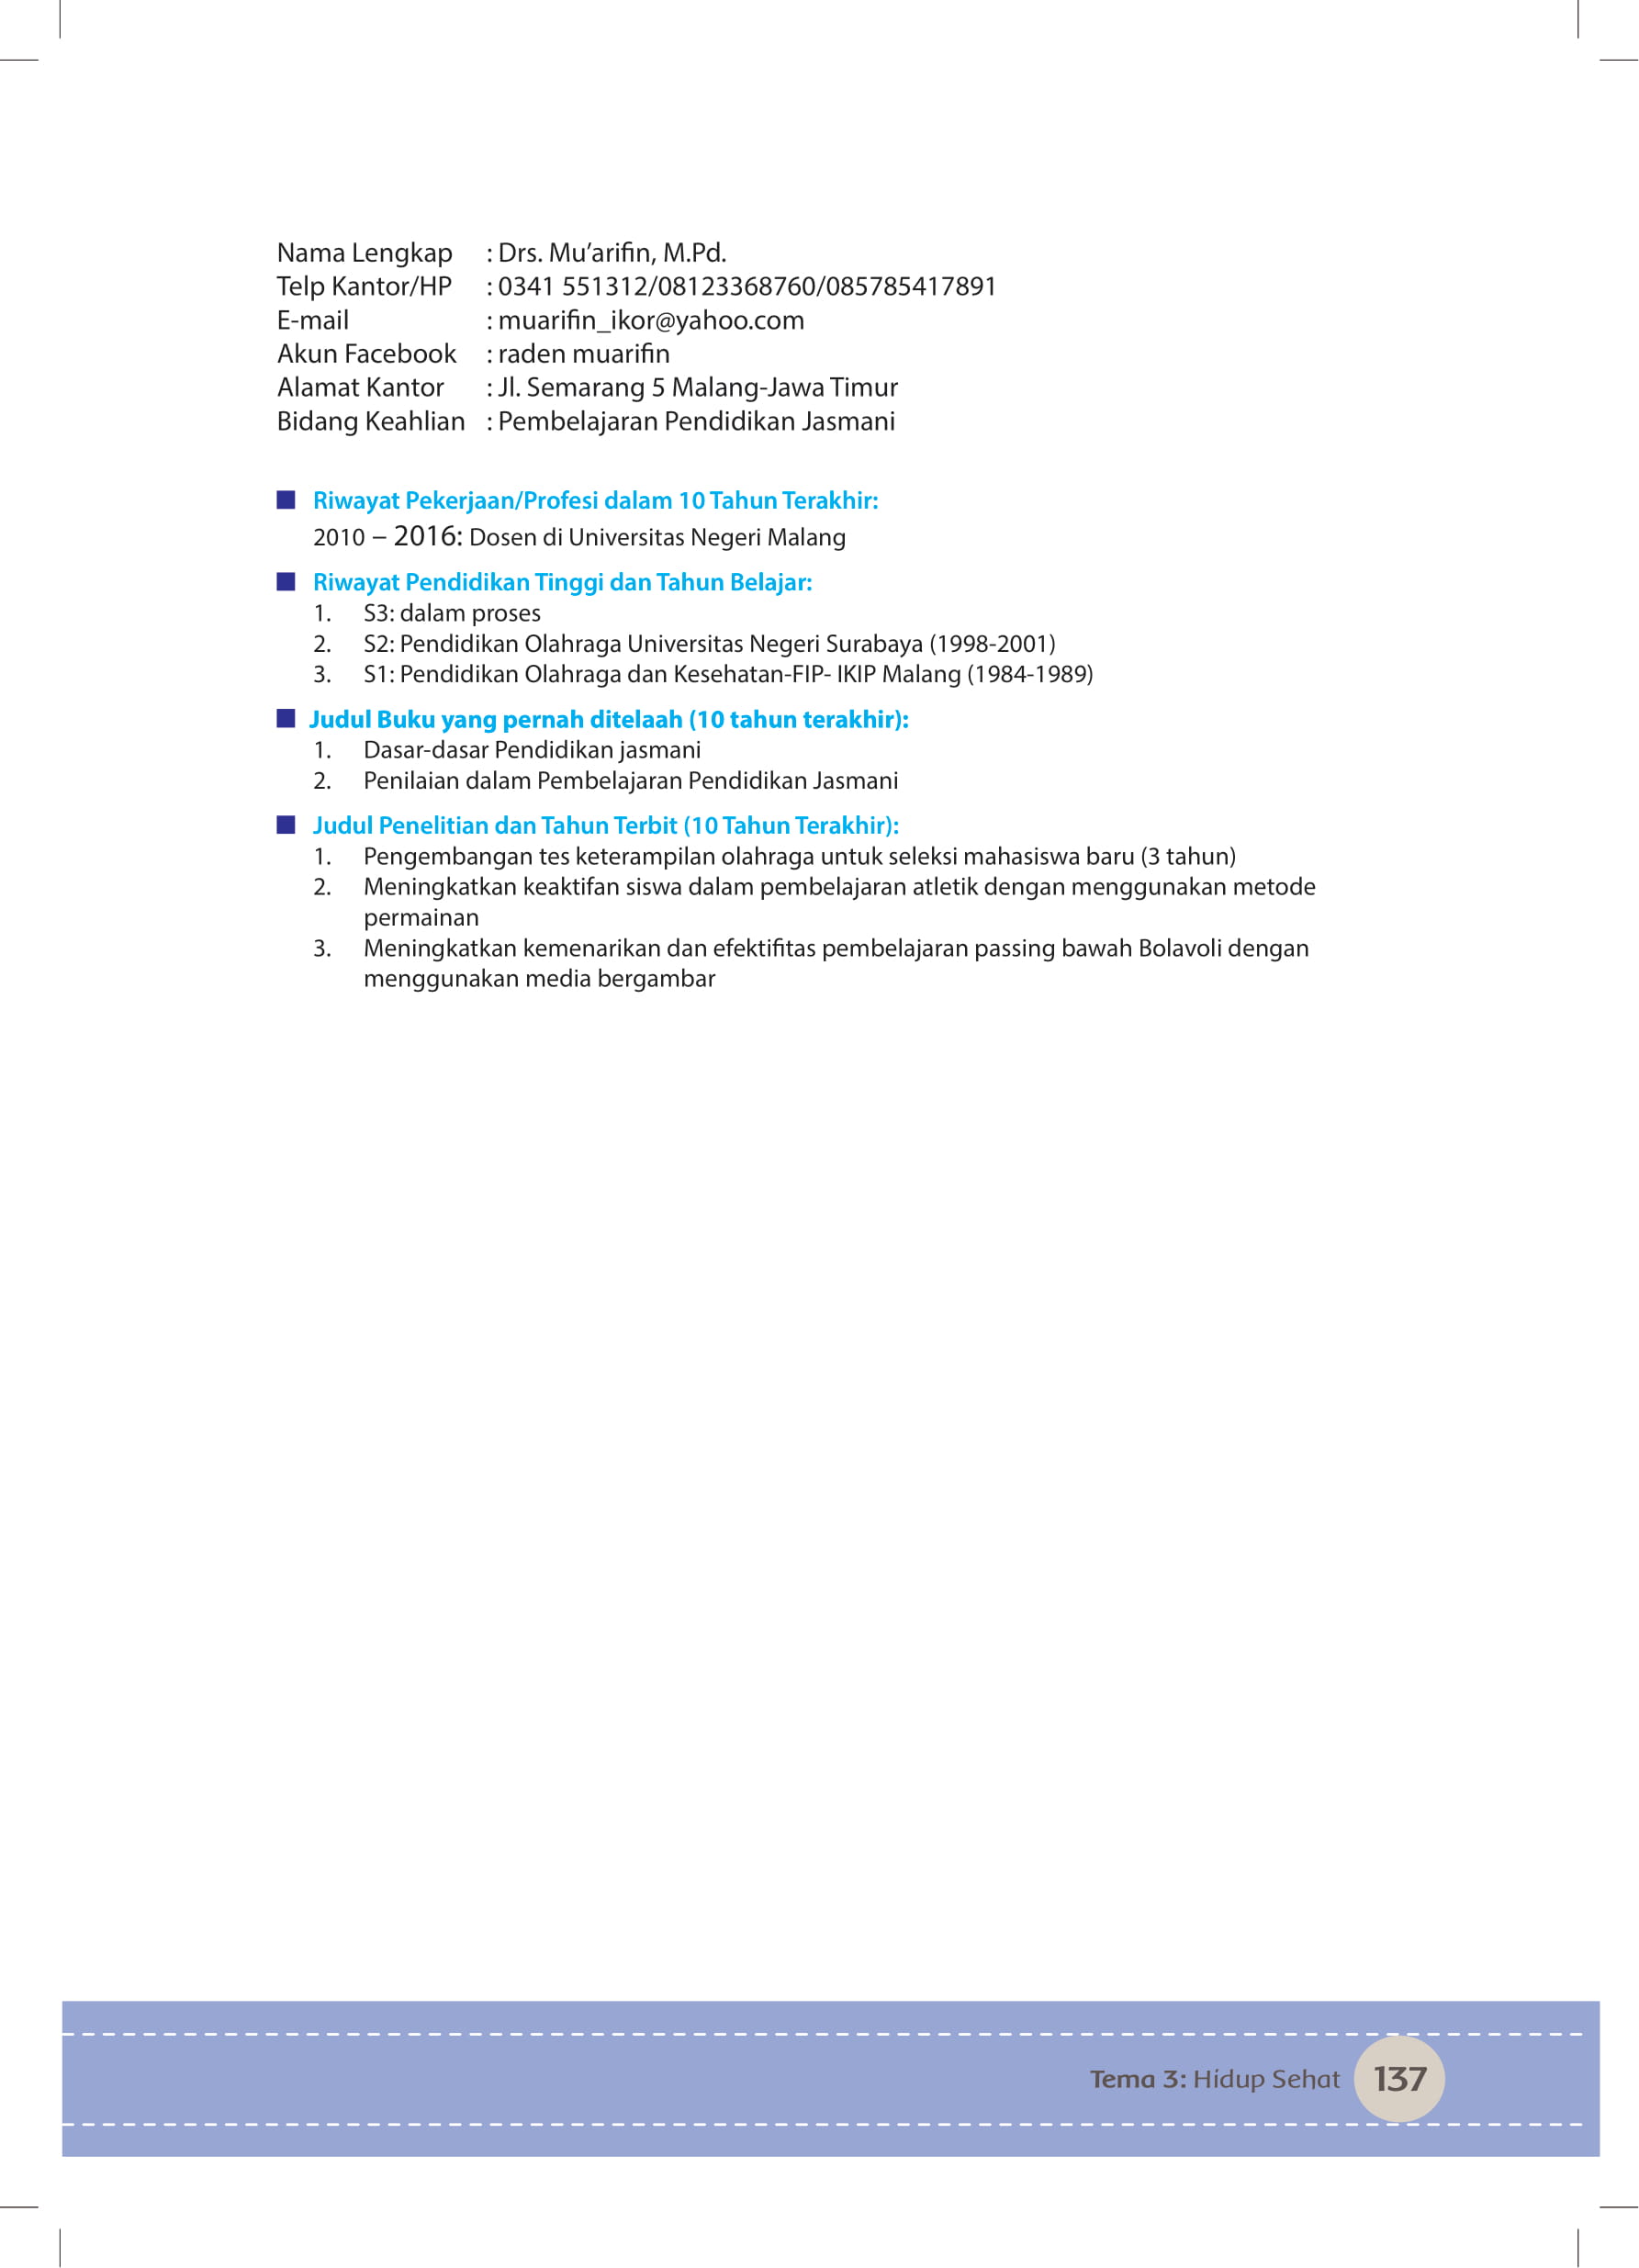 Nama Lengkap : Drs. Mu’arifin, M.Pd.
Telp Kantor/HP : 0341 551312/08123368760/085785417891
E-mail : muarifin_ikor@yahoo.com
Akun Facebook : raden muarifin
Alamat Kantor : Jl. Semarang 5 Malang-Jawa Timur
Bidang Keahlian : Pembelajaran Pendidikan Jasmani
Riwayat Pekerjaan/Profesi dalam 10 Tahun Terakhir:
2010 – 2016: Dosen di Universitas Negeri Malang
Riwayat Pendidikan Tinggi dan Tahun Belajar:
1. S3: dalam proses
2. S2: Pendidikan Olahraga Universitas Negeri Surabaya (1998-2001)
3. S1: Pendidikan Olahraga dan Kesehatan-FIP- IKIP Malang (1984-1989)
Judul Buku yang pernah ditelaah (10 tahun terakhir):
1. Dasar-dasar Pendidikan jasmani
2. Penilaian dalam Pembelajaran Pendidikan Jasmani
Judul Penelitian dan Tahun Terbit (10 Tahun Terakhir):
1. Pengembangan tes keterampilan olahraga untuk seleksi mahasiswa baru (3 tahun)
2. Meningkatkan keaktifan siswa dalam pembelajaran atletik dengan menggunakan metode
permainan
3. Meningkatkan kemenarikan dan efektifitas pembelajaran passing bawah Bolavoli dengan
menggunakan media bergambar
Tema 3: Hidup Sehat 137